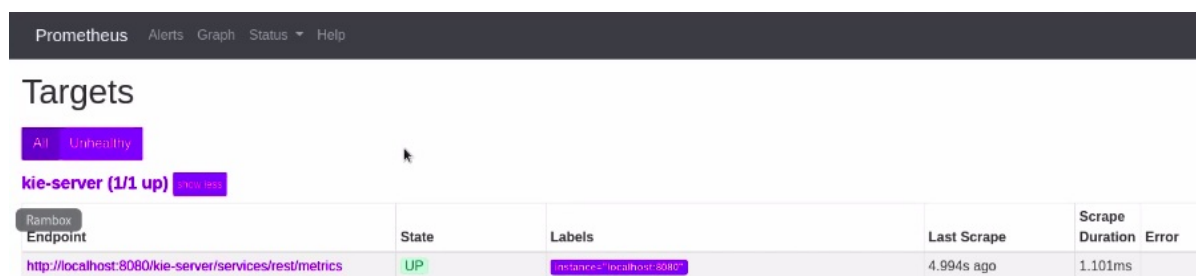 Prometheus Alerts Graph Status Help
Targets
All Unhealthy
kie-server (1/1 up) show less
Rambox
Endpoint State Labels Last Scrape Scrape Duration Error
http://localhost:8080/kie-server/services/rest/metrics UP instance="localhost:8080" 4.994s ago 1.101ms